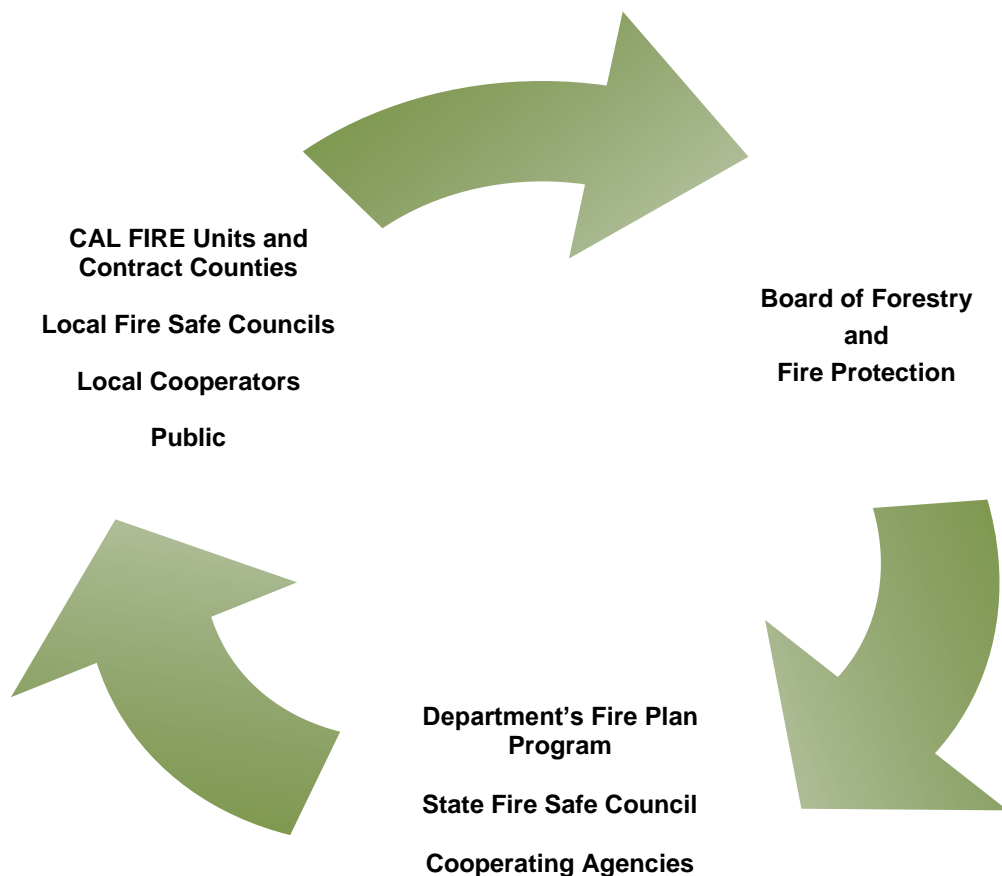 CAL FIRE Units and
Contract Counties
Local Fire Safe Councils
Local Cooperators
Public
Board of Forestry
and
Fire Protection
Department’s Fire Plan
Program
State Fire Safe Council
Cooperating Agencies